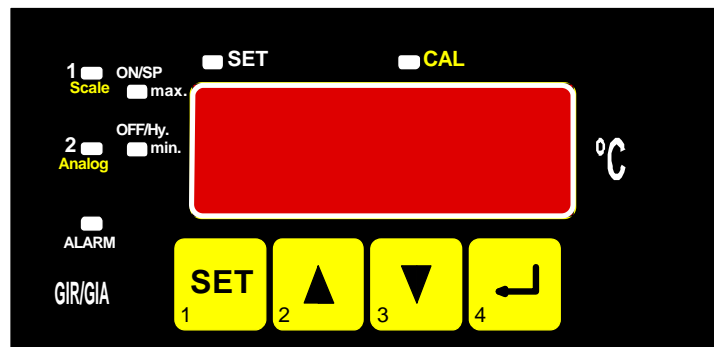 SET CAL
1 ON/SP
Scale max.
OFF/Hy.
2 min.
Analog
°C
ALARM
GIR/GIA
SET
1 2 3 4